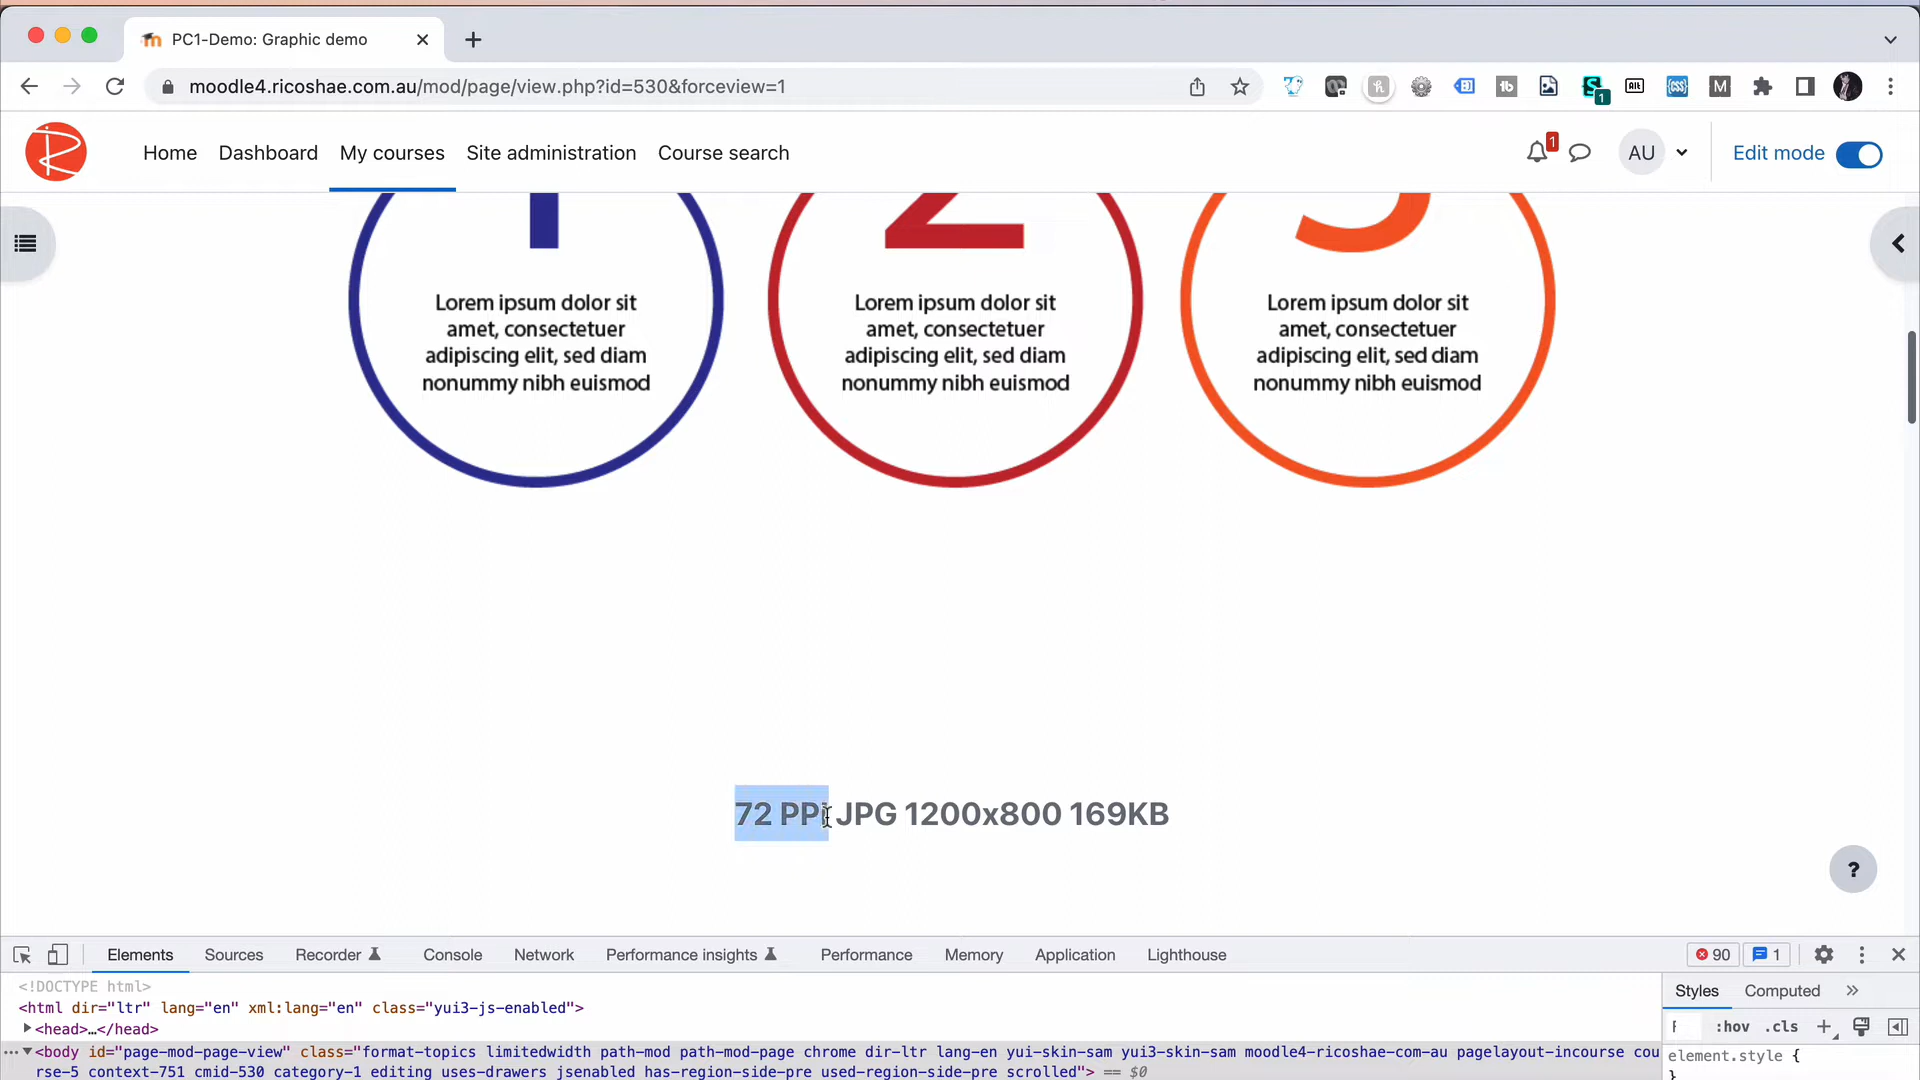 PC1-Demo: Graphic demo
moodle4.ricoshae.com.au/mod/page/view.php?id=530&forceview=1
Home Dashboard My courses Site administration Course search
1 AU Edit mode
1 2 3
Lorem ipsum dolor sit
amet, consectetuer
adipiscing elit, sed diam
nonummy nibh euismod
Lorem ipsum dolor sit
amet, consectetuer
adipiscing elit, sed diam
nonummy nibh euismod
Lorem ipsum dolor sit
amet, consectetuer
adipiscing elit, sed diam
nonummy nibh euismod
72 PPI JPG 1200x800 169KB
?
Elements Sources Recorder Console Network Performance insights Performance Memory Application Lighthouse 90 1
<!DOCTYPE html>
<html dir="ltr" lang="en" xml:lang="en" class="yui3-js-enabled">
<head>…</head>
<body id="page-mod-page-view" class="format-topics limitedwidth path-mod path-mod-page chrome dir-ltr lang-en yui-skin-sam yui3-skin-sam moodle4-ricoshae-com-au pagelayout-incourse cou
rse-5 context-751 cmid-530 category-1 editing uses-drawers jsenabled has-region-side-pre used-region-side-pre scrolled"> == $0
Styles Computed
:hov .cls
element.style {
}